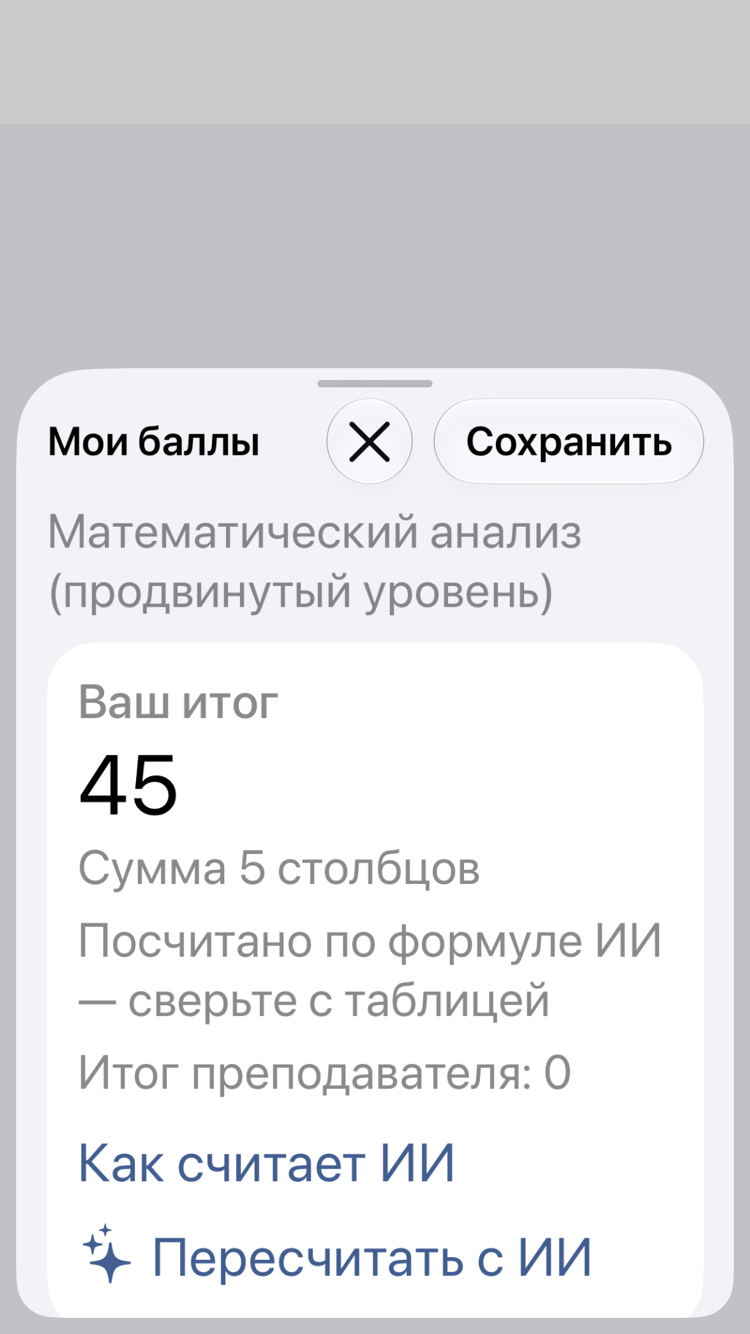 Мои баллы
Сохранить
Математический анализ
(продвинутый уровень)
Ваш итог
45
Сумма 5 столбцов
Посчитано по формуле ИИ
— сверьте с таблицей
Итог преподавателя: 0
Как считает ИИ
Пересчитать с ИИ